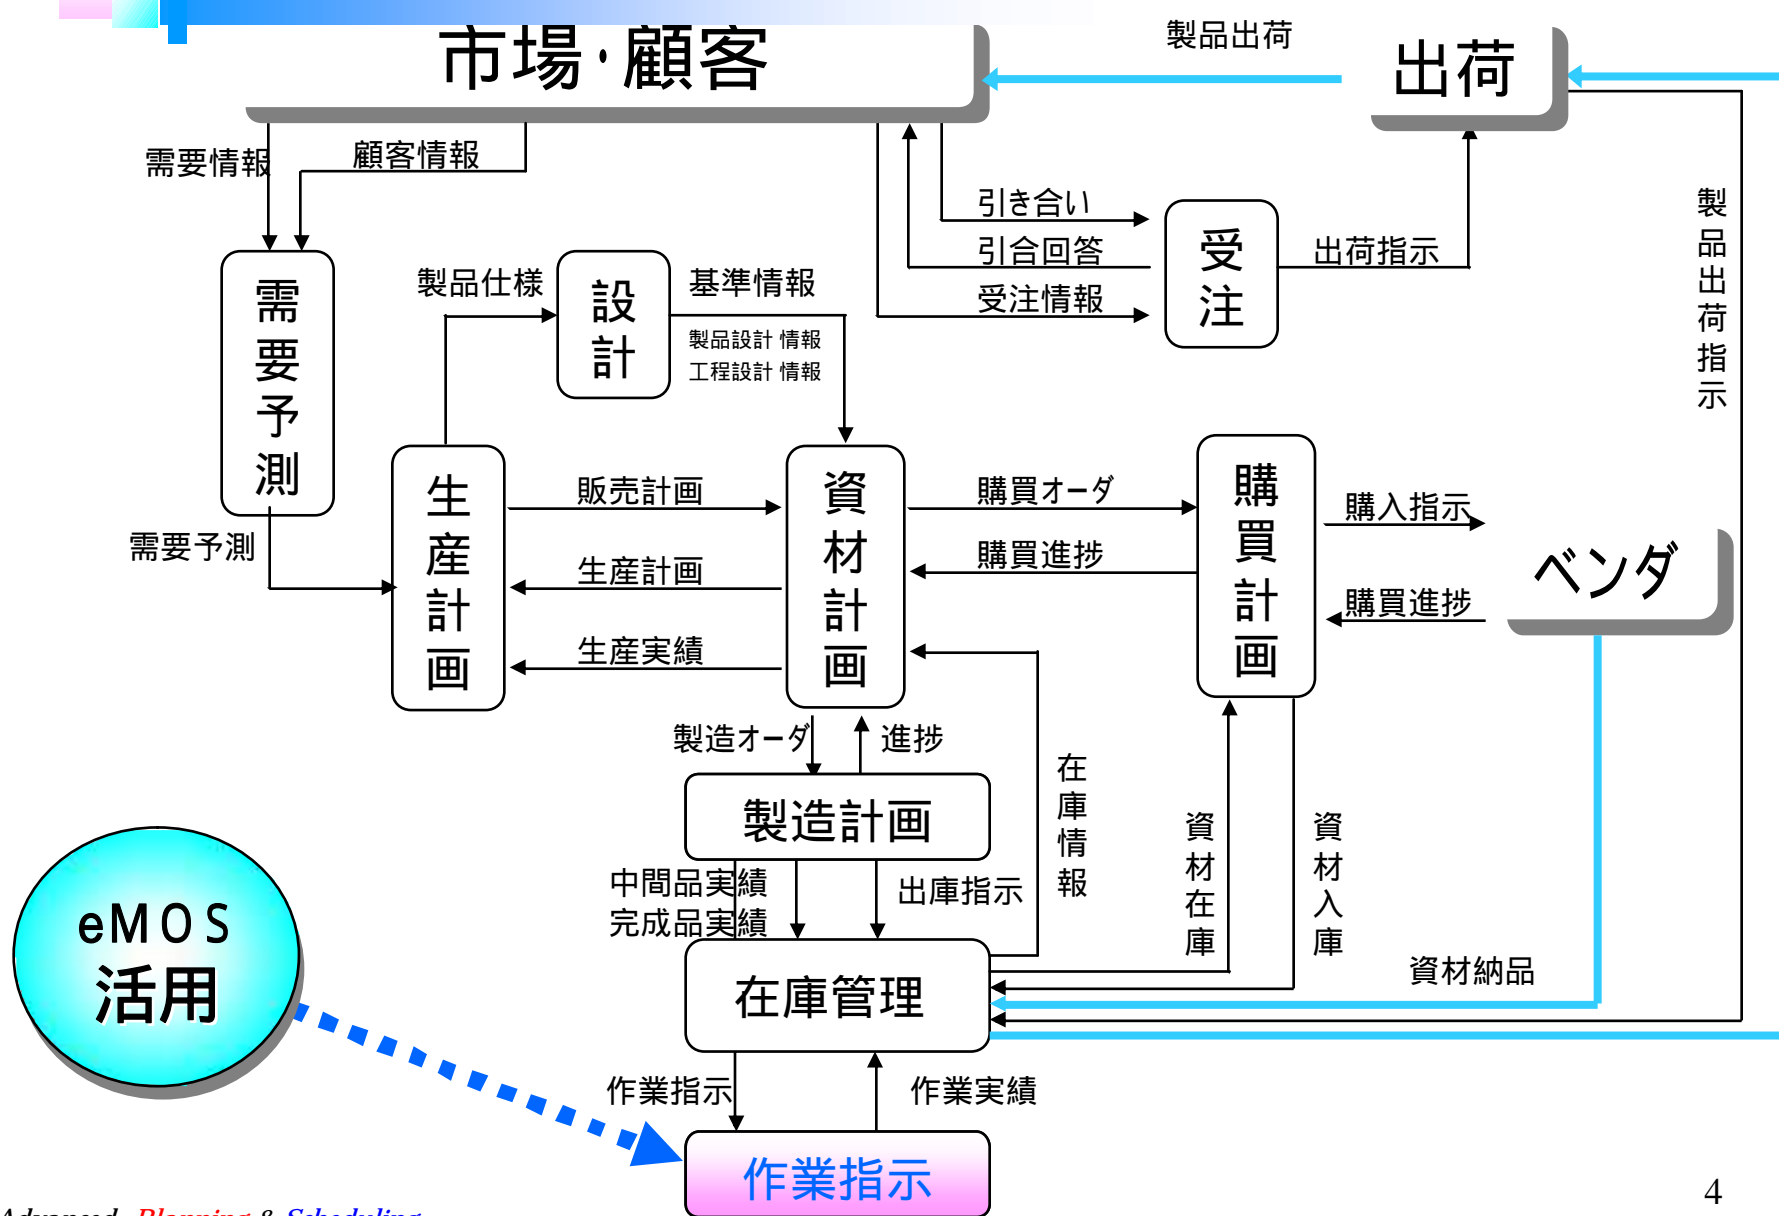 市場・顧客
製品出荷
出荷
需要情報
顧客情報
引き合い
引合回答
受注情報
受注
出荷指示
製品出荷指示
需要予測
製品仕様
設計
基準情報
製品設計 情報
工程設計 情報
需要予測
生産計画
販売計画
生産計画
生産実績
資材計画
購買オーダ
購買進捗
購買計画
購入指示
購買進捗
ベンダ
製造オーダ
進捗
製造計画
在庫情報
資材在庫
資材入庫
中間品実績
完成品実績
出庫指示
在庫管理
資材納品
eMOS
活用
作業指示
作業実績
作業指示
Advanced Planning & Scheduling
4